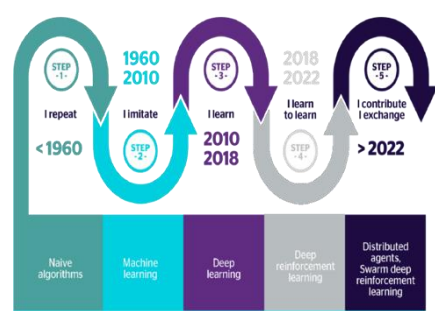 STEP
-1-
I repeat
<1960
1960
2010
I imitate
STEP
-2-
STEP
-3-
I learn
2010
2018
2018
2022
I learn
to learn
STEP
-4-
STEP
-5-
I contribute
I exchange
>2022
Naive
algorithms
Machine
learning
Deep
learning
Deep
reinforcement
learning
Distributed
agents,
Swarm deep
reinforcement
learning